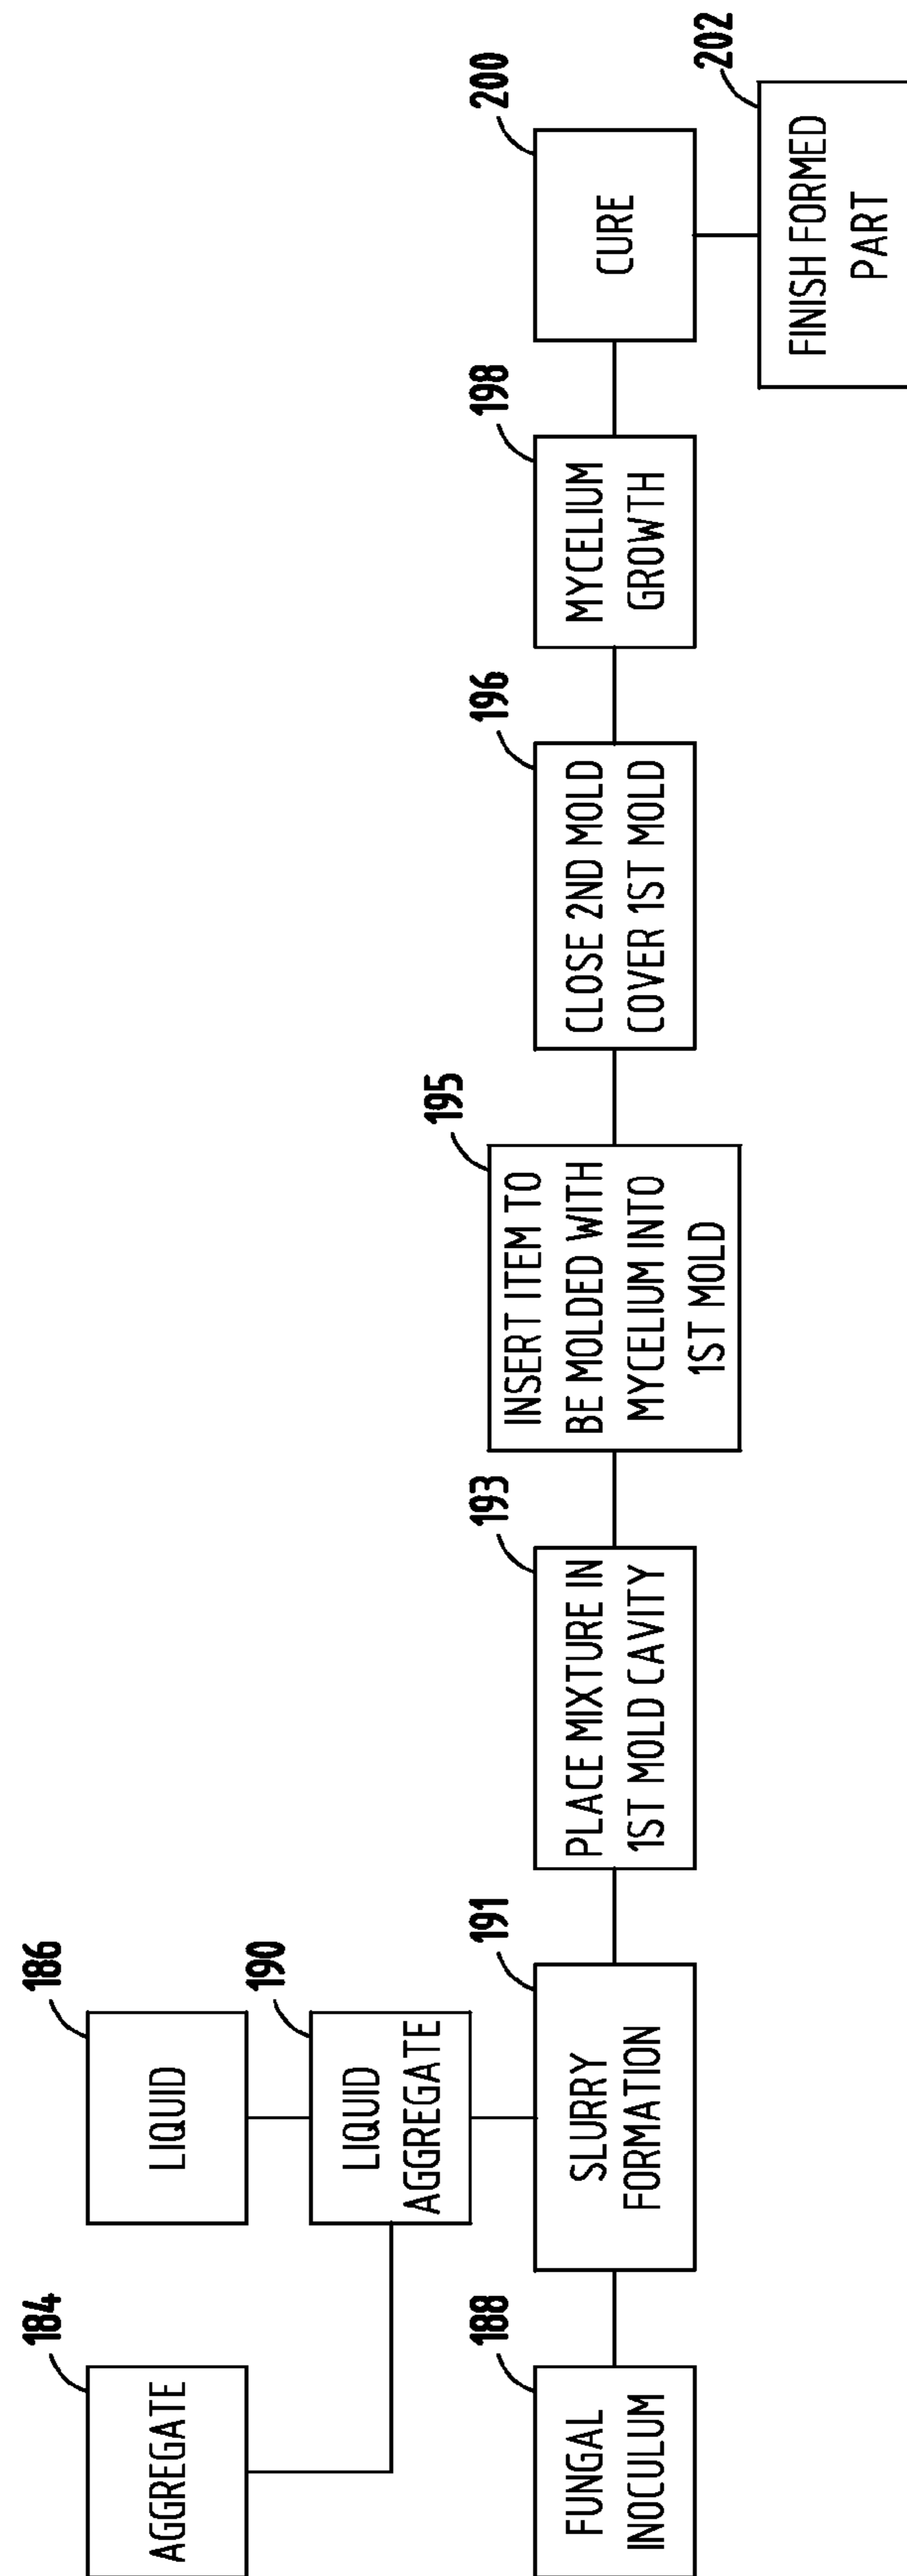 184
AGGREGATE
186
LIQUID
190
LIQUID
AGGREGATE
188
FUNGAL
INOCULUM
191
SLURRY
FORMATION
193
PLACE MIXTURE IN
1ST MOLD CAVITY
195
INSERT ITEM TO
BE MOLDED WITH
MYCELIUM INTO
1ST MOLD
196
CLOSE 2ND MOLD
COVER 1ST MOLD
198
MYCELIUM
GROWTH
200
CURE
202
FINISH FORMED
PART